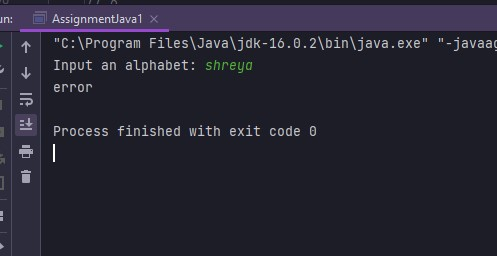 un: AssignmentJava1 ×
"C:\Program Files\Java\jdk-16.0.2\bin\java.exe" "-javaag
Input an alphabet: shreya
error
Process finished with exit code 0